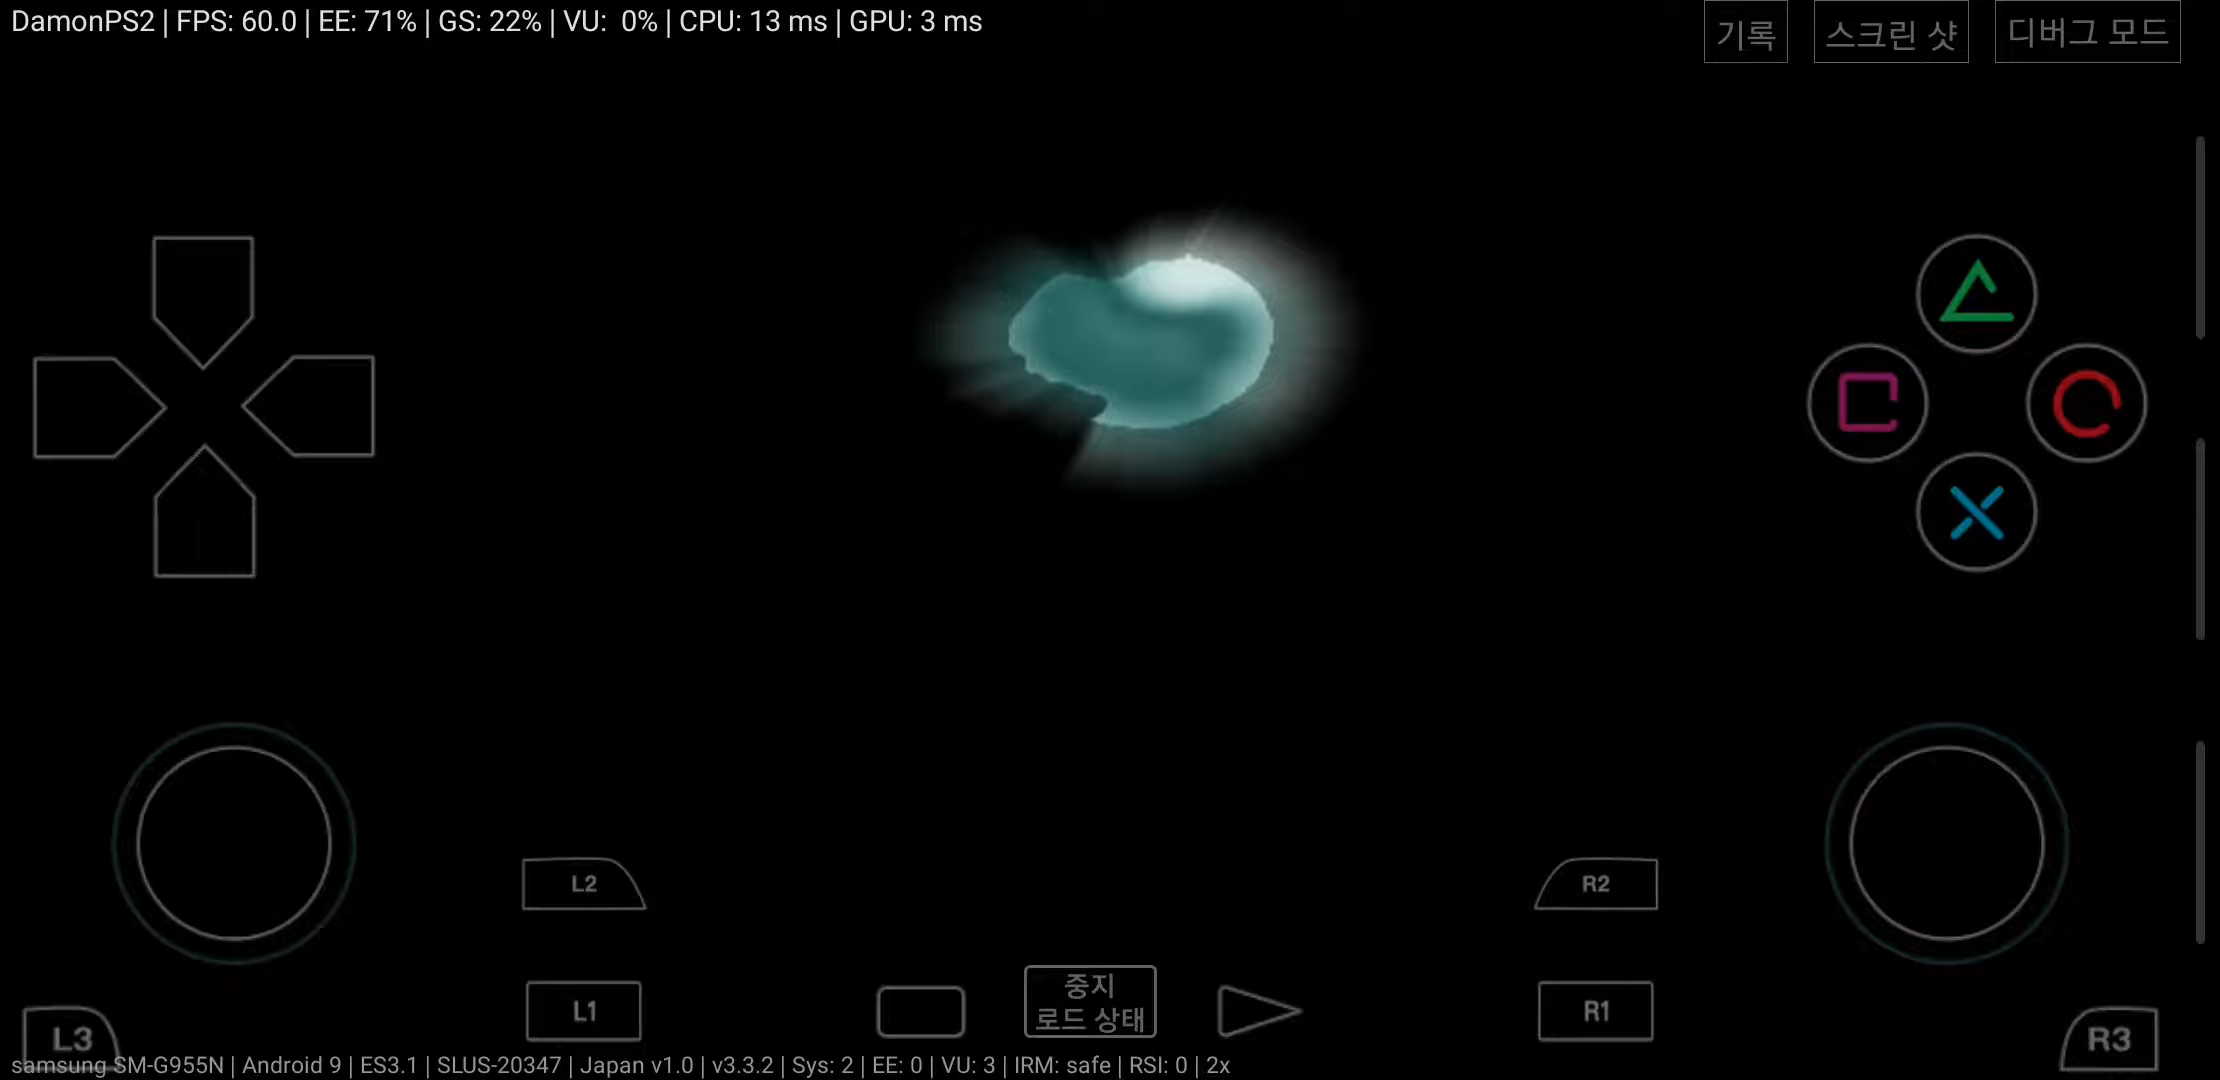 DamonPS2 | FPS: 60.0 | EE: 71% | GS: 22% | VU:  0% | CPU: 13 ms | GPU: 3 ms
기록
스크린 샷
디버그 모드
L2
R2
L1
중지
로드 상태
R1
L3
R3
samsung SM-G955N | Android 9 | ES3.1 | SLUS-20347 | Japan v1.0 | v3.3.2 | Sys: 2 | EE: 0 | VU: 3 | IRM: safe | RSI: 0 | 2x